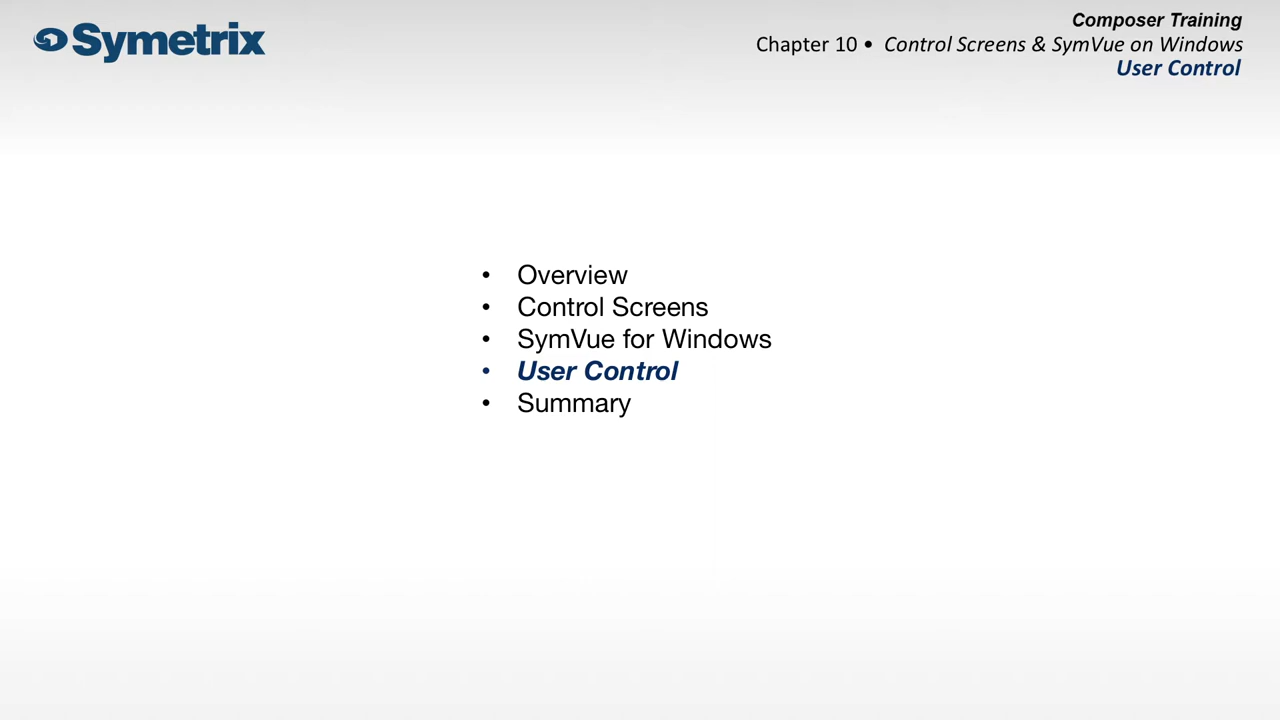 Symetrix
Composer Training
Chapter 10 • Control Screens & SymVue on Windows
User Control
• Overview
• Control Screens
• SymVue for Windows
• User Control
• Summary